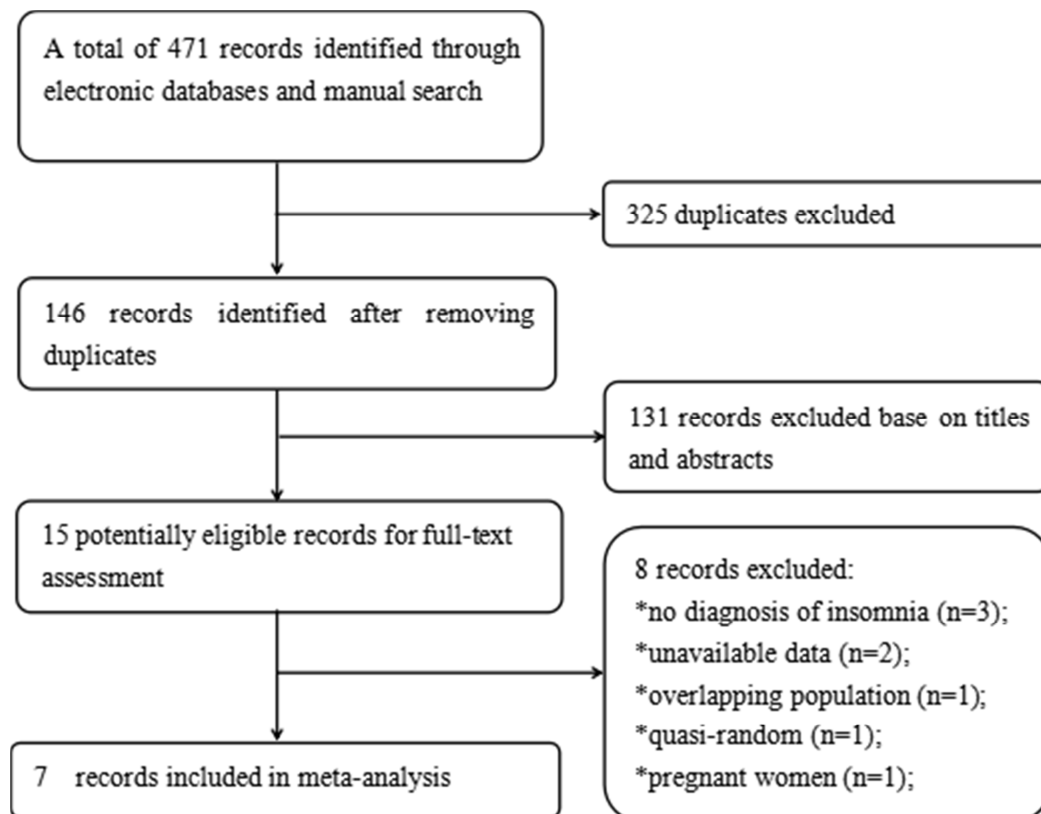 A total of 471 records identified through
electronic databases and manual search
325 duplicates excluded
146 records identified after removing
duplicates
131 records excluded base on titles
and abstracts
15 potentially eligible records for full-text
assessment
8 records excluded:
*no diagnosis of insomnia (n=3);
*unavailable data (n=2);
*overlapping population (n=1);
*quasi-random (n=1);
*pregnant women (n=1);
7 records included in meta-analysis